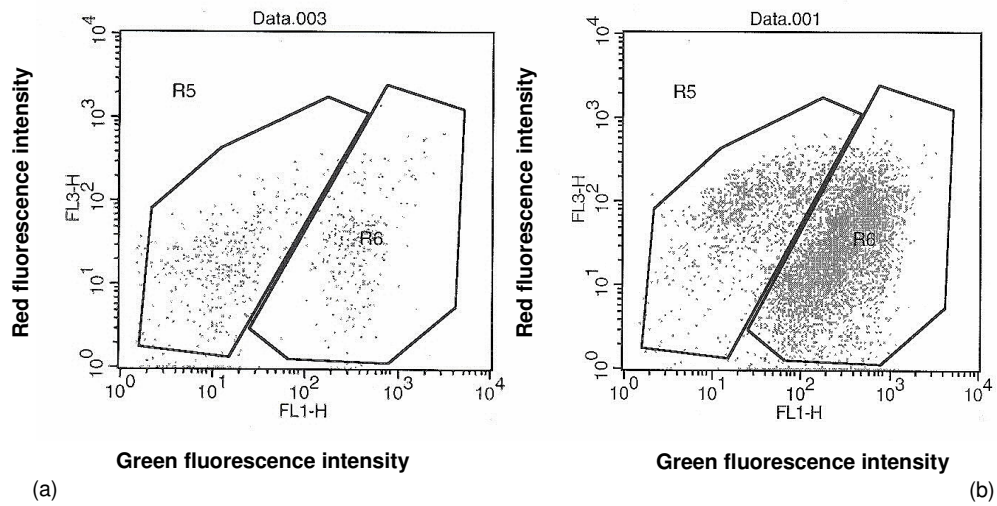 Data.003
Red fluorescence intensity
FL3-H
10^4
10^3
10^2
10^1
10^0
R5
R6
10^0 10^1 10^2 10^3 10^4
FL1-H
Green fluorescence intensity
(a)
Data.001
Red fluorescence intensity
FL3-H
10^4
10^3
10^2
10^1
10^0
R5
R6
10^0 10^1 10^2 10^3 10^4
FL1-H
Green fluorescence intensity
(b)